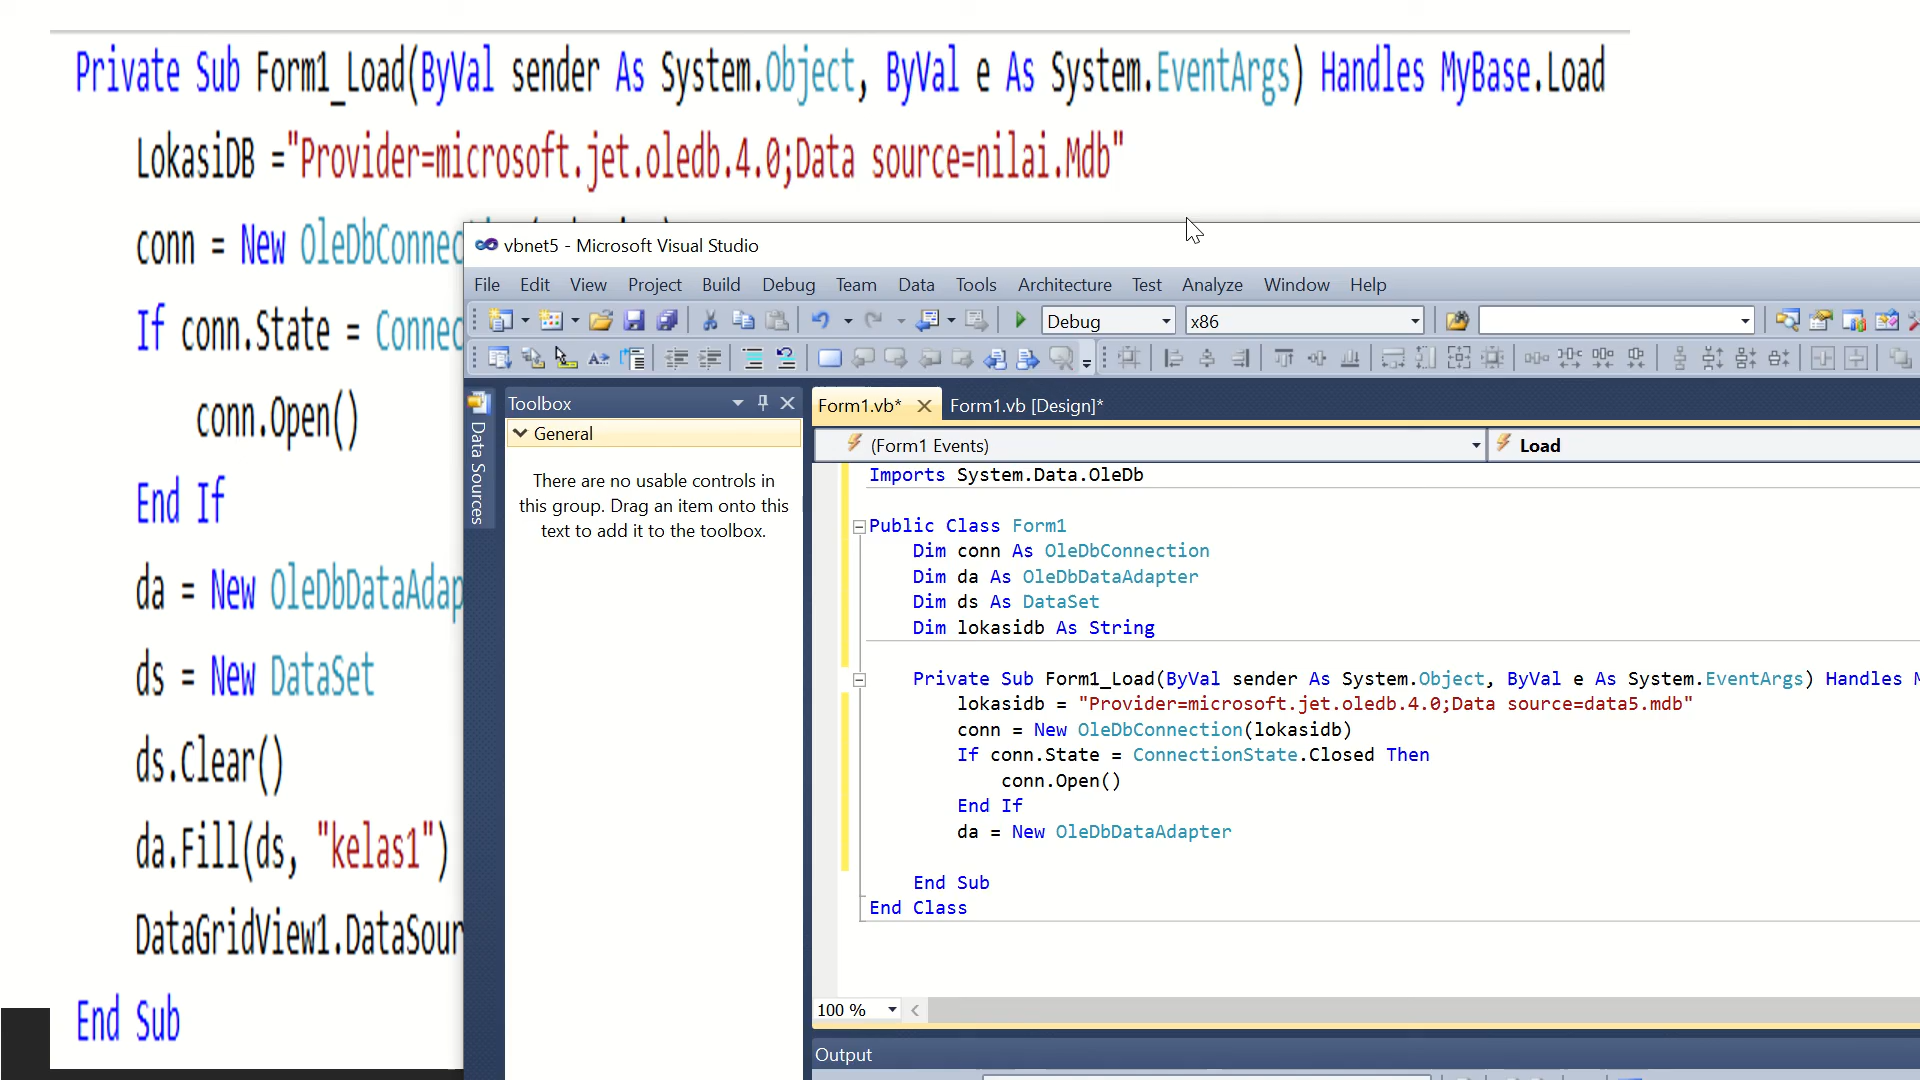 Private Sub Form1_Load(ByVal sender As System.Object, ByVal e As System.EventArgs) Handles MyBase.Load
LokasiDB ="Provider=microsoft.jet.oledb.4.0;Data source=nilai.Mdb"
conn = New OleDbConnec
If conn.State = Connec
conn.Open()
End If
da = New OleDbDataAdap
ds = New DataSet
ds.Clear()
da.Fill(ds, "kelas1")
DataGridView1.DataSour
End Sub
vbnet5 - Microsoft Visual Studio
File Edit View Project Build Debug Team Data Tools Architecture Test Analyze Window Help
Debug x86
Data Sources
Toolbox
General
There are no usable controls in
this group. Drag an item onto this
text to add it to the toolbox.
Form1.vb* Form1.vb [Design]*
(Form1 Events) Load
Imports System.Data.OleDb
Public Class Form1
Dim conn As OleDbConnection
Dim da As OleDbDataAdapter
Dim ds As DataSet
Dim lokasidb As String
Private Sub Form1_Load(ByVal sender As System.Object, ByVal e As System.EventArgs) Handles
lokasidb = "Provider=microsoft.jet.oledb.4.0;Data source=data5.mdb"
conn = New OleDbConnection(lokasidb)
If conn.State = ConnectionState.Closed Then
conn.Open()
End If
da = New OleDbDataAdapter
End Sub
End Class
100 %
Output